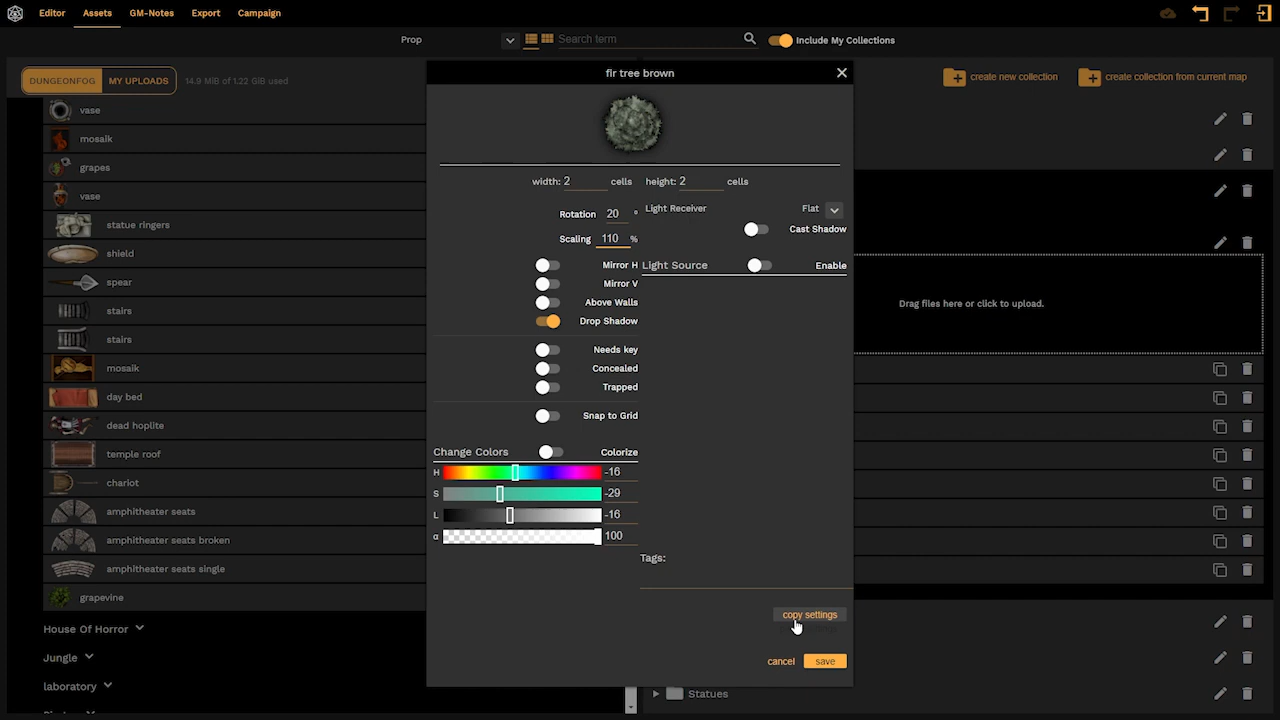 Editor Assets GM-Notes Export Campaign
Prop Search term Include My Collections
DUNGEONFOG MY UPLOADS 14.9 MiB of 1.22 GiB used
create new collection create collection from current map
vase
mosaik
grapes
vase
statue ringers
shield
spear
stairs
stairs
mosaik
day bed
dead hoplite
temple roof
chariot
amphitheater seats
amphitheater seats broken
amphitheater seats single
grapevine
House Of Horror
Jungle
laboratory
fir tree brown
width: 2 cells height: 2 cells
Rotation 20 °
Scaling 110 %
Mirror H
Mirror V
Above Walls
Drop Shadow
Needs key
Concealed
Trapped
Snap to Grid
Change Colors Colorize
H -16
S -29
L -16
α 100
Light Receiver Flat
Cast Shadow
Light Source Enable
Tags:
copy settings
cancel save
Drag files here or click to upload.
Statues